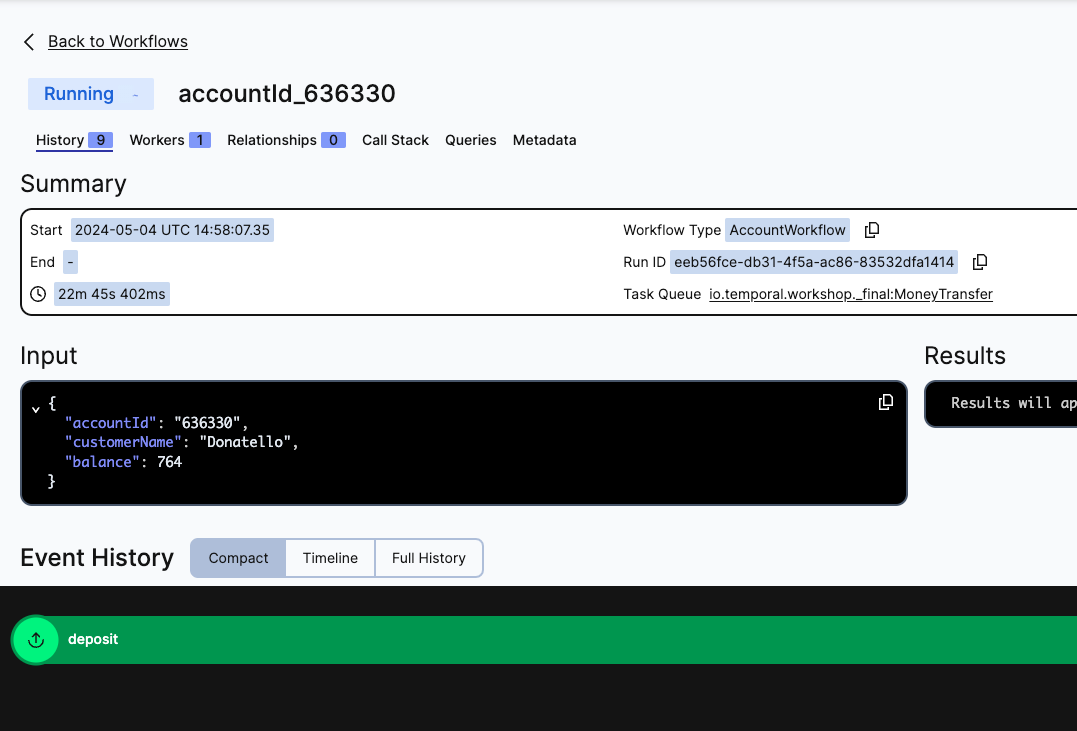 Back to Workflows
Running - accountId_636330
History 9 Workers 1 Relationships 0 Call Stack Queries Metadata
Summary
Start 2024-05-04 UTC 14:58:07.35 Workflow Type AccountWorkflow
End - Run ID eeb56fce-db31-4f5a-ac86-83532dfa1414
22m 45s 402ms Task Queue io.temporal.workshop._final:MoneyTransfer
Input Results
{ Results will ap
"accountId": "636330",
"customerName": "Donatello",
"balance": 764
}
Event History Compact Timeline Full History
deposit